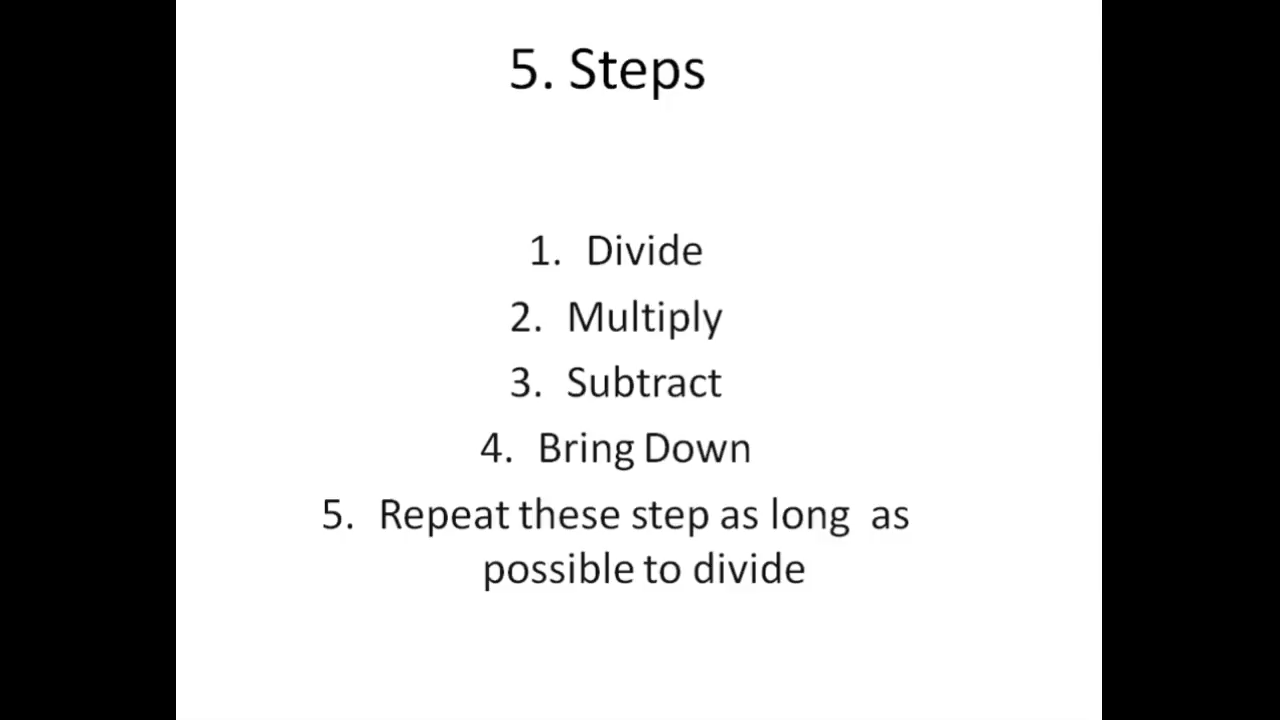 5. Steps
1. Divide
2. Multiply
3. Subtract
4. Bring Down
5. Repeat these step as long as
possible to divide